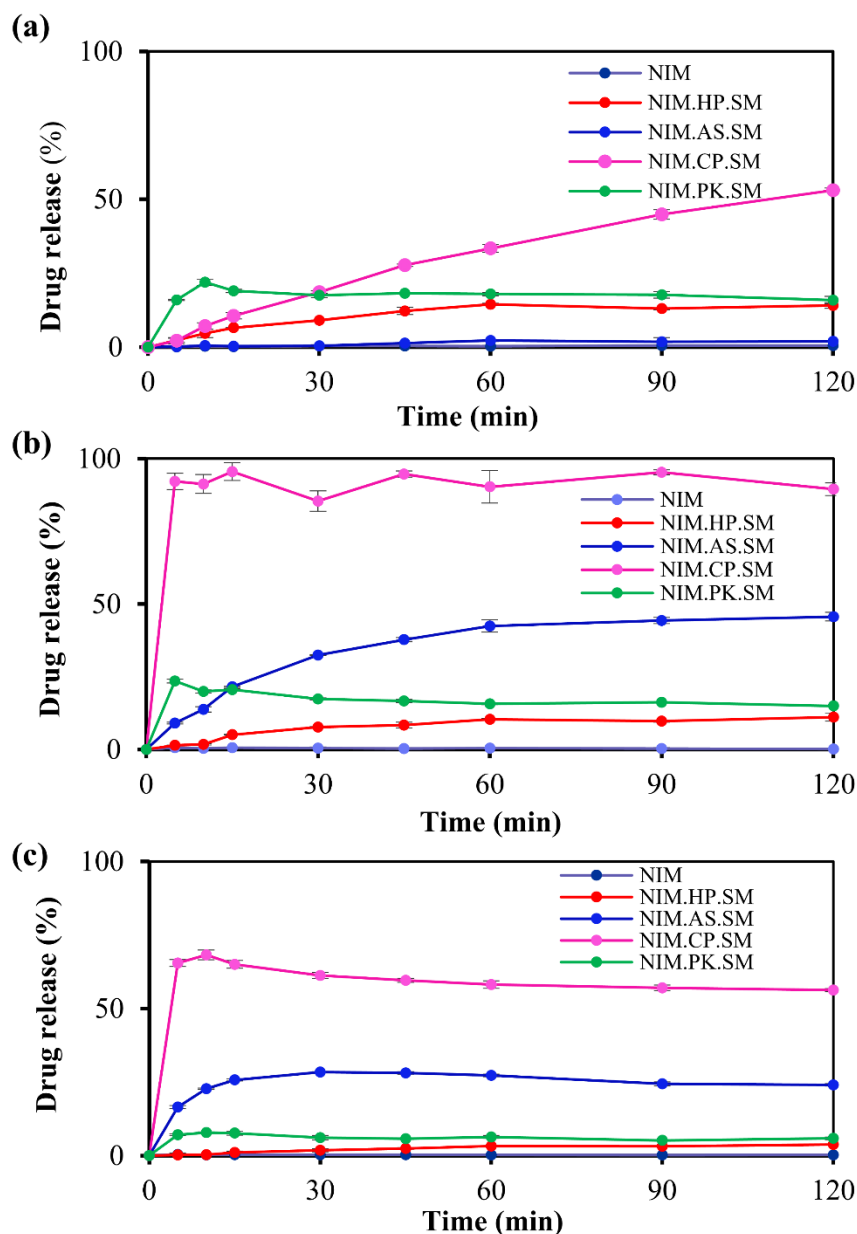 (a)
Drug release (%)
100
50
0
NIM
NIM.HP.SM
NIM.AS.SM
NIM.CP.SM
NIM.PK.SM
0 30 60 90 120
Time (min)
(b)
Drug release (%)
100
50
0
NIM
NIM.HP.SM
NIM.AS.SM
NIM.CP.SM
NIM.PK.SM
0 30 60 90 120
Time (min)
(c)
Drug release (%)
100
50
0
NIM
NIM.HP.SM
NIM.AS.SM
NIM.CP.SM
NIM.PK.SM
0 30 60 90 120
Time (min)